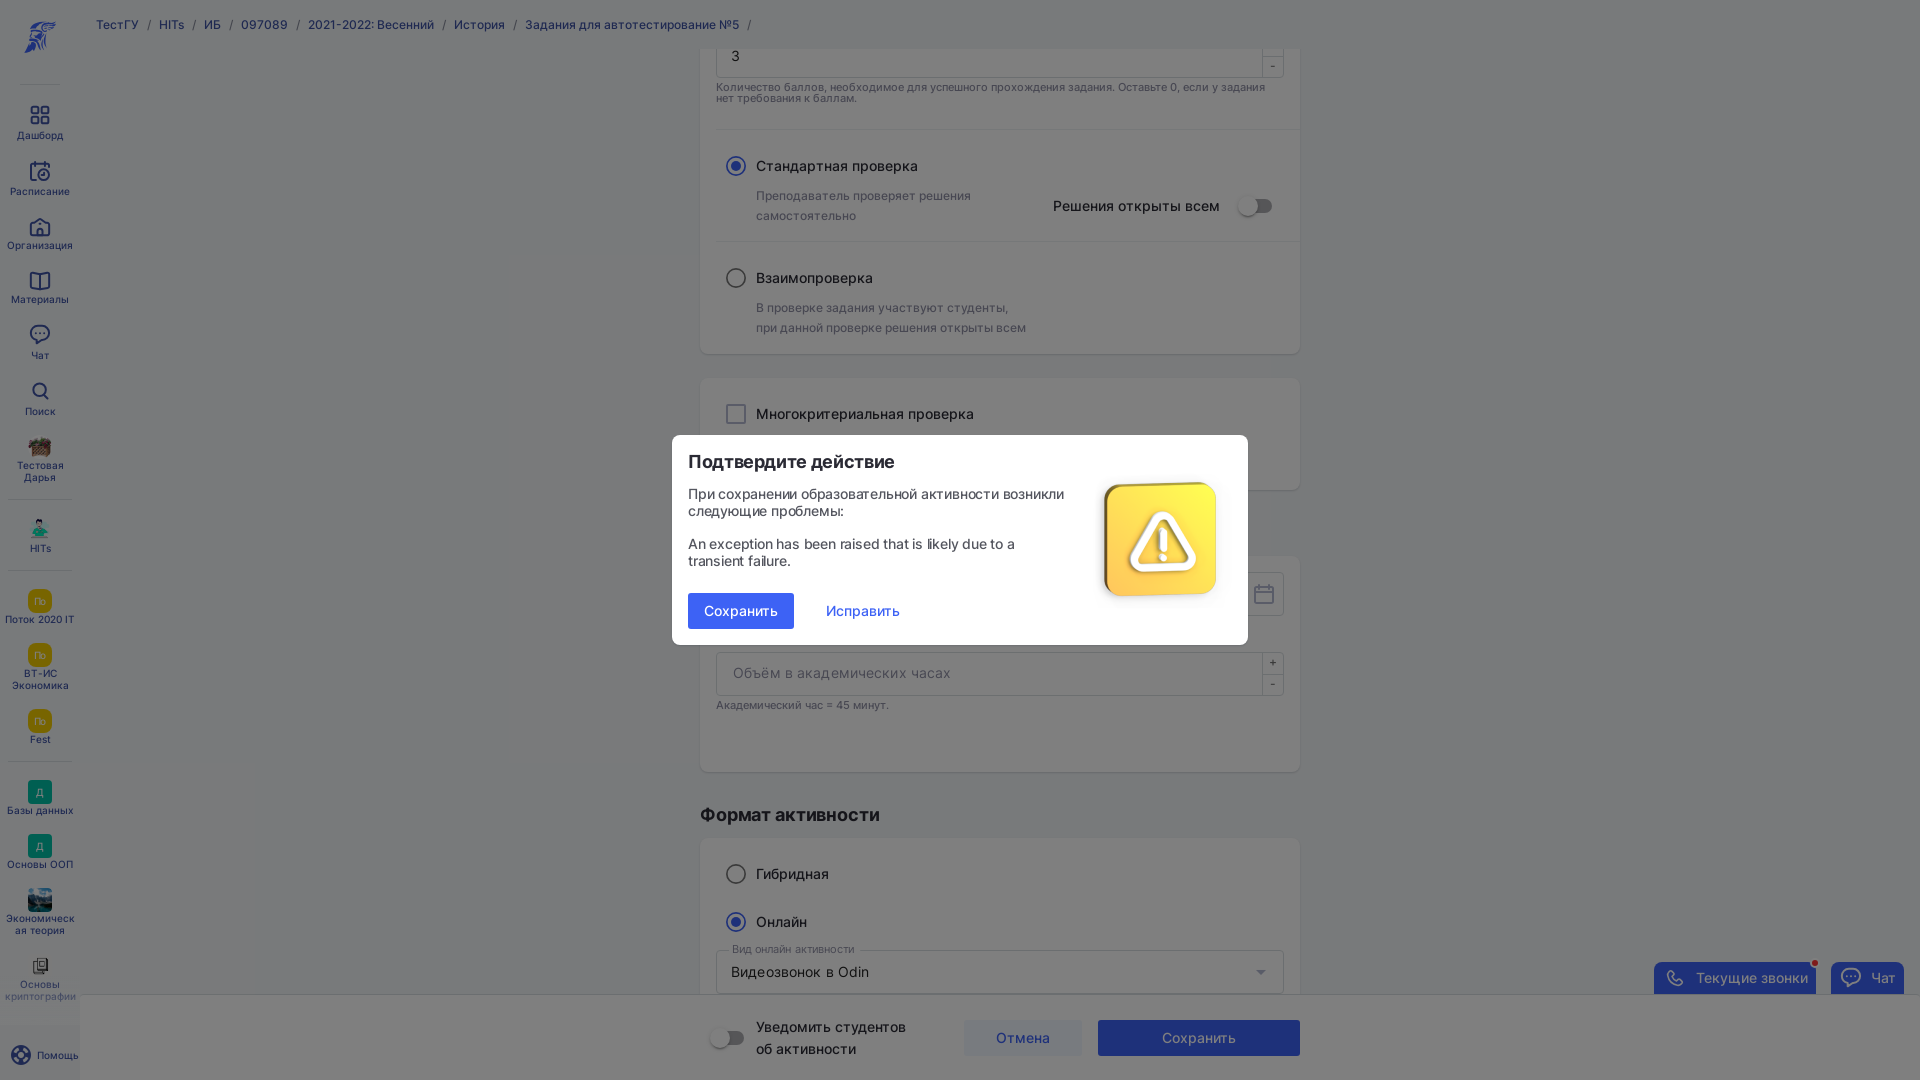 ТестГУ / HITs / ИБ / 097089 / 2021-2022: Весенний / История / Задания для автотестирование №5 /
Дашборд
Расписание
Организация
Материалы
Чат
Поиск
Тестовая
Дарья
HITs
По
Поток 2020 IT
По
ВТ-ИС
Экономика
По
Fest
Д
Базы данных
Д
Основы ООП
Экономическ
ая теория
Основы
криптографии
Помощь
3
-
Количество баллов, необходимое для успешного прохождения задания. Оставьте 0, если у задания
нет требования к баллам.
Стандартная проверка
Преподаватель проверяет решения
самостоятельно
Решения открыты всем
Взаимопроверка
В проверке задания участвуют студенты,
при данной проверке решения открыты всем
Многокритериальная проверка
Подтвердите действие
При сохранении образовательной активности возникли
следующие проблемы:
An exception has been raised that is likely due to a
transient failure.
Сохранить
Исправить
Объём в академических часах
+
-
Академический час = 45 минут.
Формат активности
Гибридная
Онлайн
Вид онлайн активности
Видеозвонок в Odin
Текущие звонки
Чат
Уведомить студентов
об активности
Отмена
Сохранить